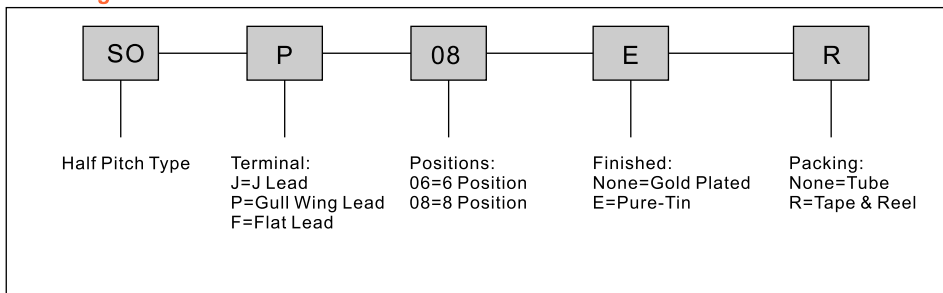 SO P 08 E R
Half Pitch Type
Terminal:
J=J Lead
P=Gull Wing Lead
F=Flat Lead
Positions:
06=6 Position
08=8 Position
Finished:
None=Gold Plated
E=Pure-Tin
Packing:
None=Tube
R=Tape & Reel